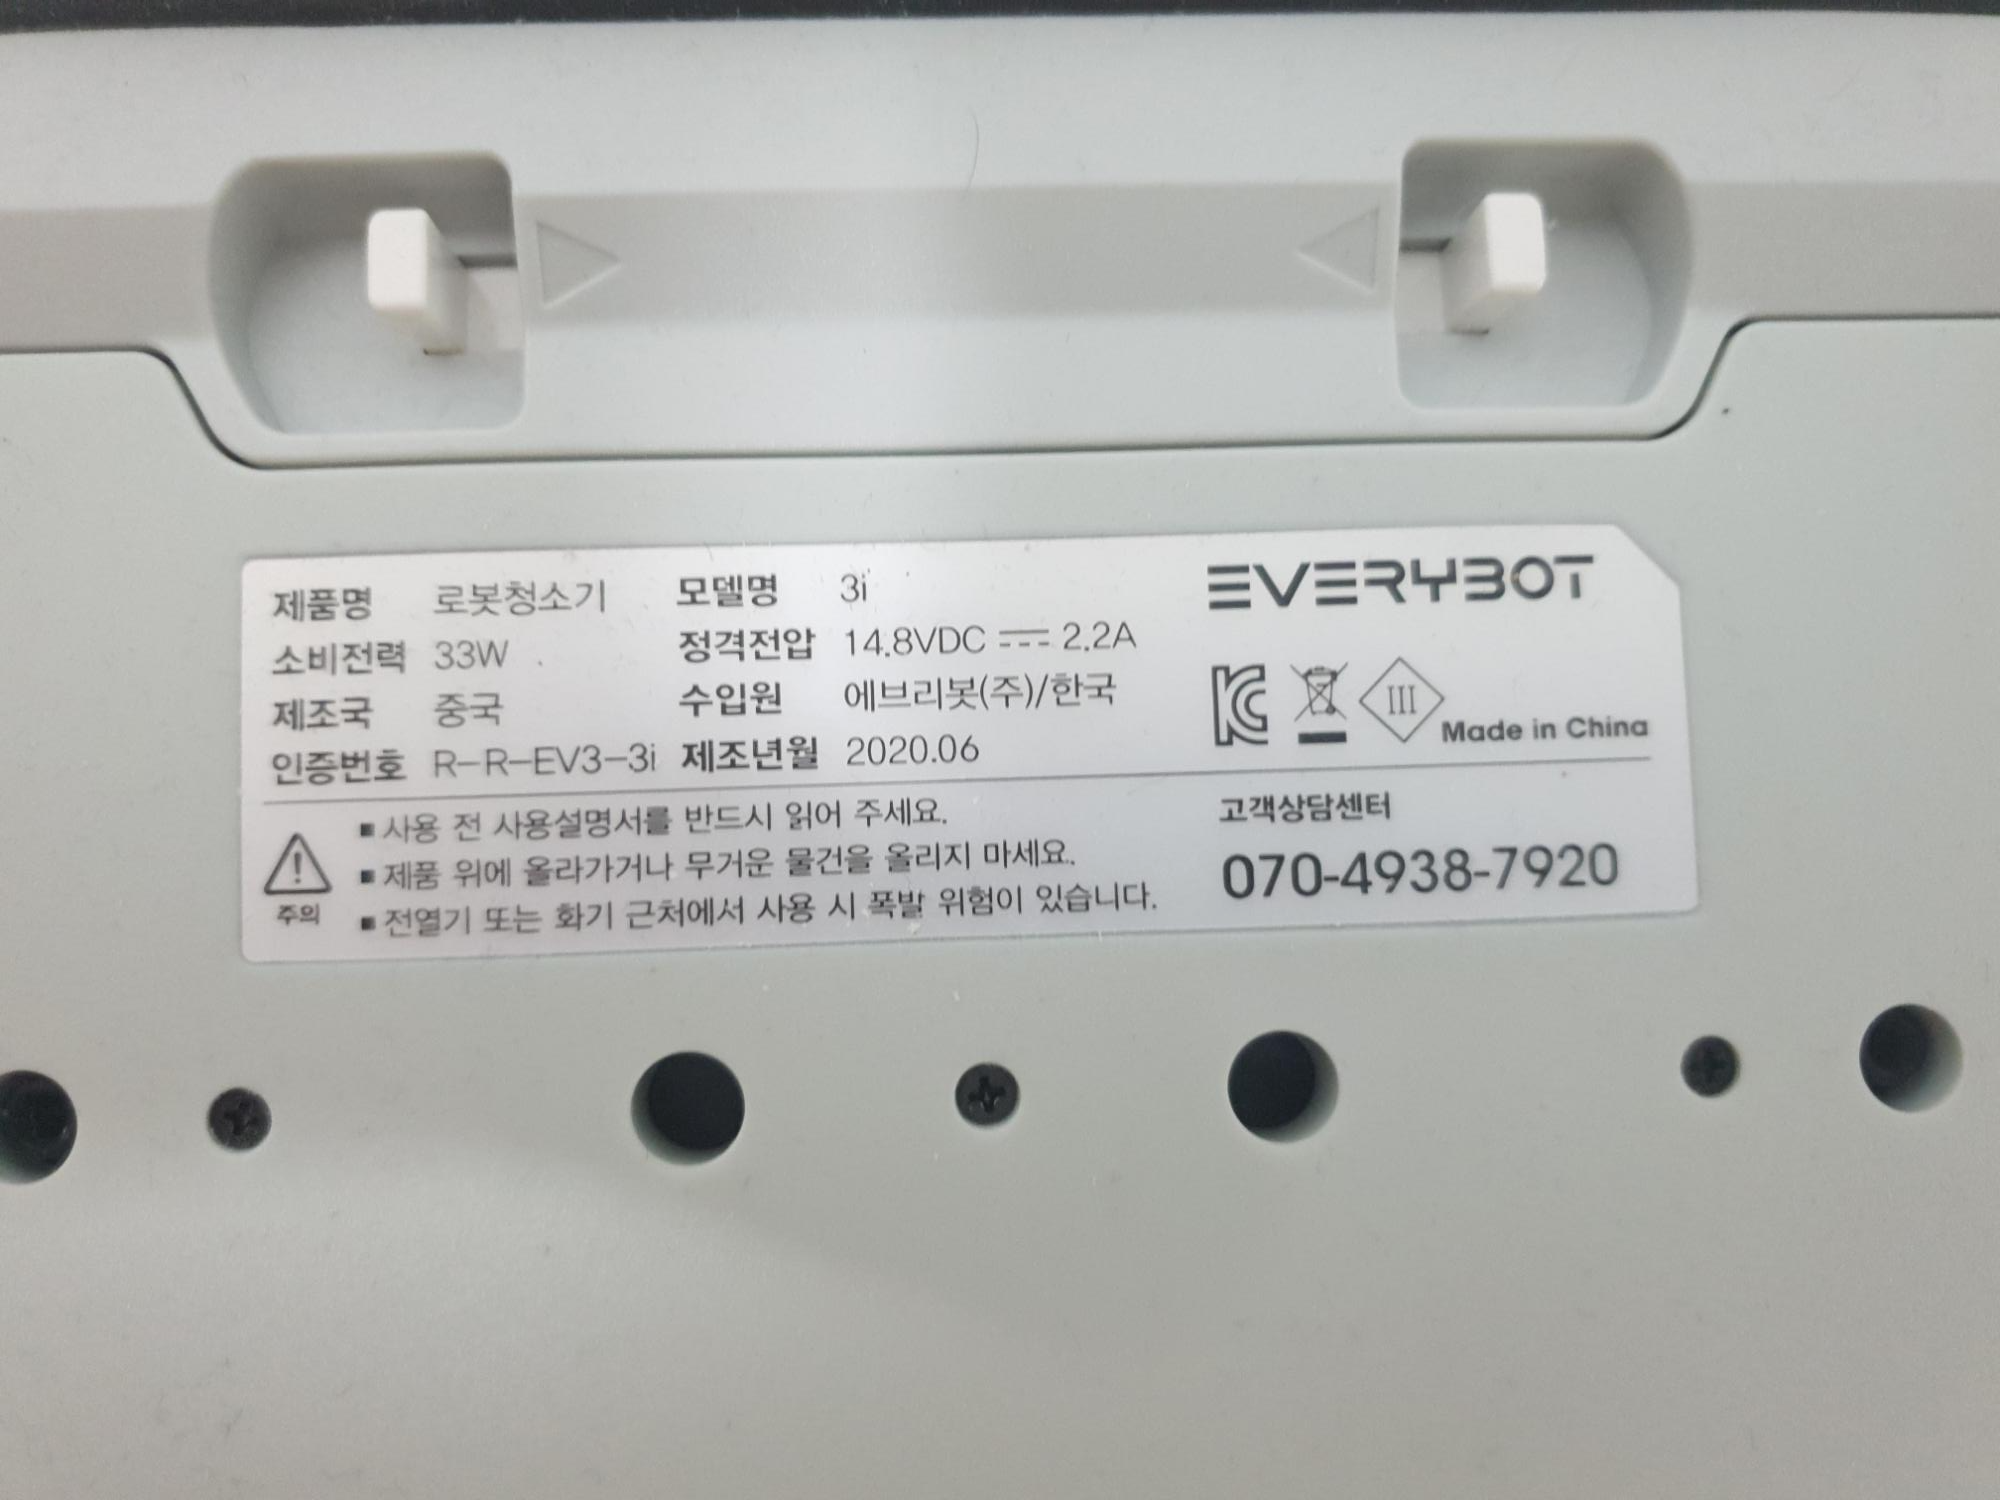 제품명 로봇청소기 모델명 3i
소비전력 33W 정격전압 14.8VDC ⎓ 2.2A
제조국 중국 수입원 에브리봇(주)/한국
인증번호 R-R-EV3-3i 제조년월 2020.06
EVERYBOT
III
Made in China
주의
▪ 사용 전 사용설명서를 반드시 읽어 주세요.
▪ 제품 위에 올라가거나 무거운 물건을 올리지 마세요.
▪ 전열기 또는 화기 근처에서 사용 시 폭발 위험이 있습니다.
고객상담센터
070-4938-7920